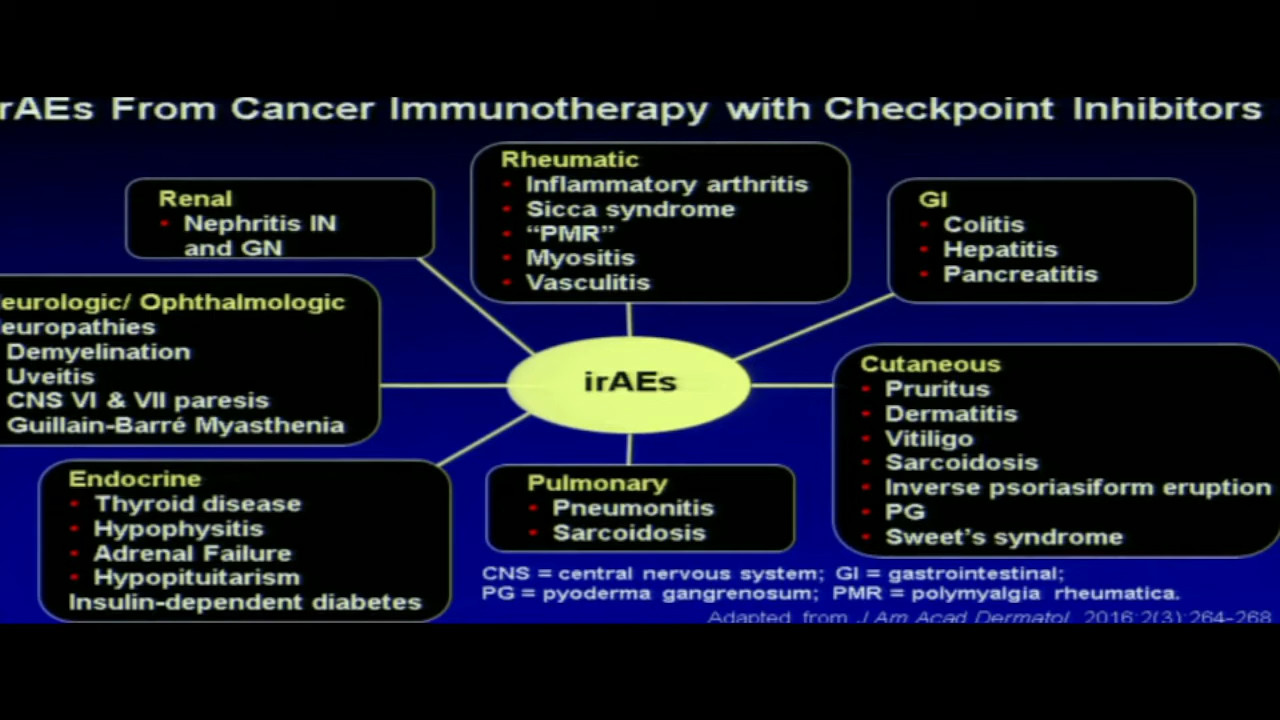 rAEs From Cancer Immunotherapy with Checkpoint Inhibitors
Renal
• Nephritis IN
and GN
Rheumatic
• Inflammatory arthritis
• Sicca syndrome
• “PMR”
• Myositis
• Vasculitis
GI
• Colitis
• Hepatitis
• Pancreatitis
eurologic/ Ophthalmologic
europathies
Demyelination
Uveitis
CNS VI & VII paresis
Guillain-Barré Myasthenia
irAEs
Cutaneous
• Pruritus
• Dermatitis
• Vitiligo
• Sarcoidosis
• Inverse psoriasiform eruption
• PG
• Sweet’s syndrome
Endocrine
• Thyroid disease
• Hypophysitis
• Adrenal Failure
• Hypopituitarism
Insulin-dependent diabetes
Pulmonary
• Pneumonitis
• Sarcoidosis
CNS = central nervous system; GI = gastrointestinal;
PG = pyoderma gangrenosum; PMR = polymyalgia rheumatica.
Adapted from J Am Acad Dermatol. 2016;2(3):264-268